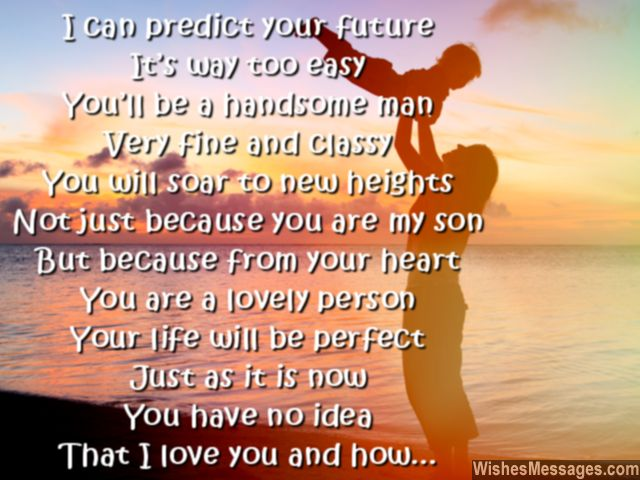 I can predict your future
It's way too easy
You'll be a handsome man
Very fine and classy
You will soar to new heights
Not just because you are my son
But because from your heart
You are a lovely person
Your life will be perfect
Just as it is now
You have no idea
That I love you and how...
WishesMessages.com